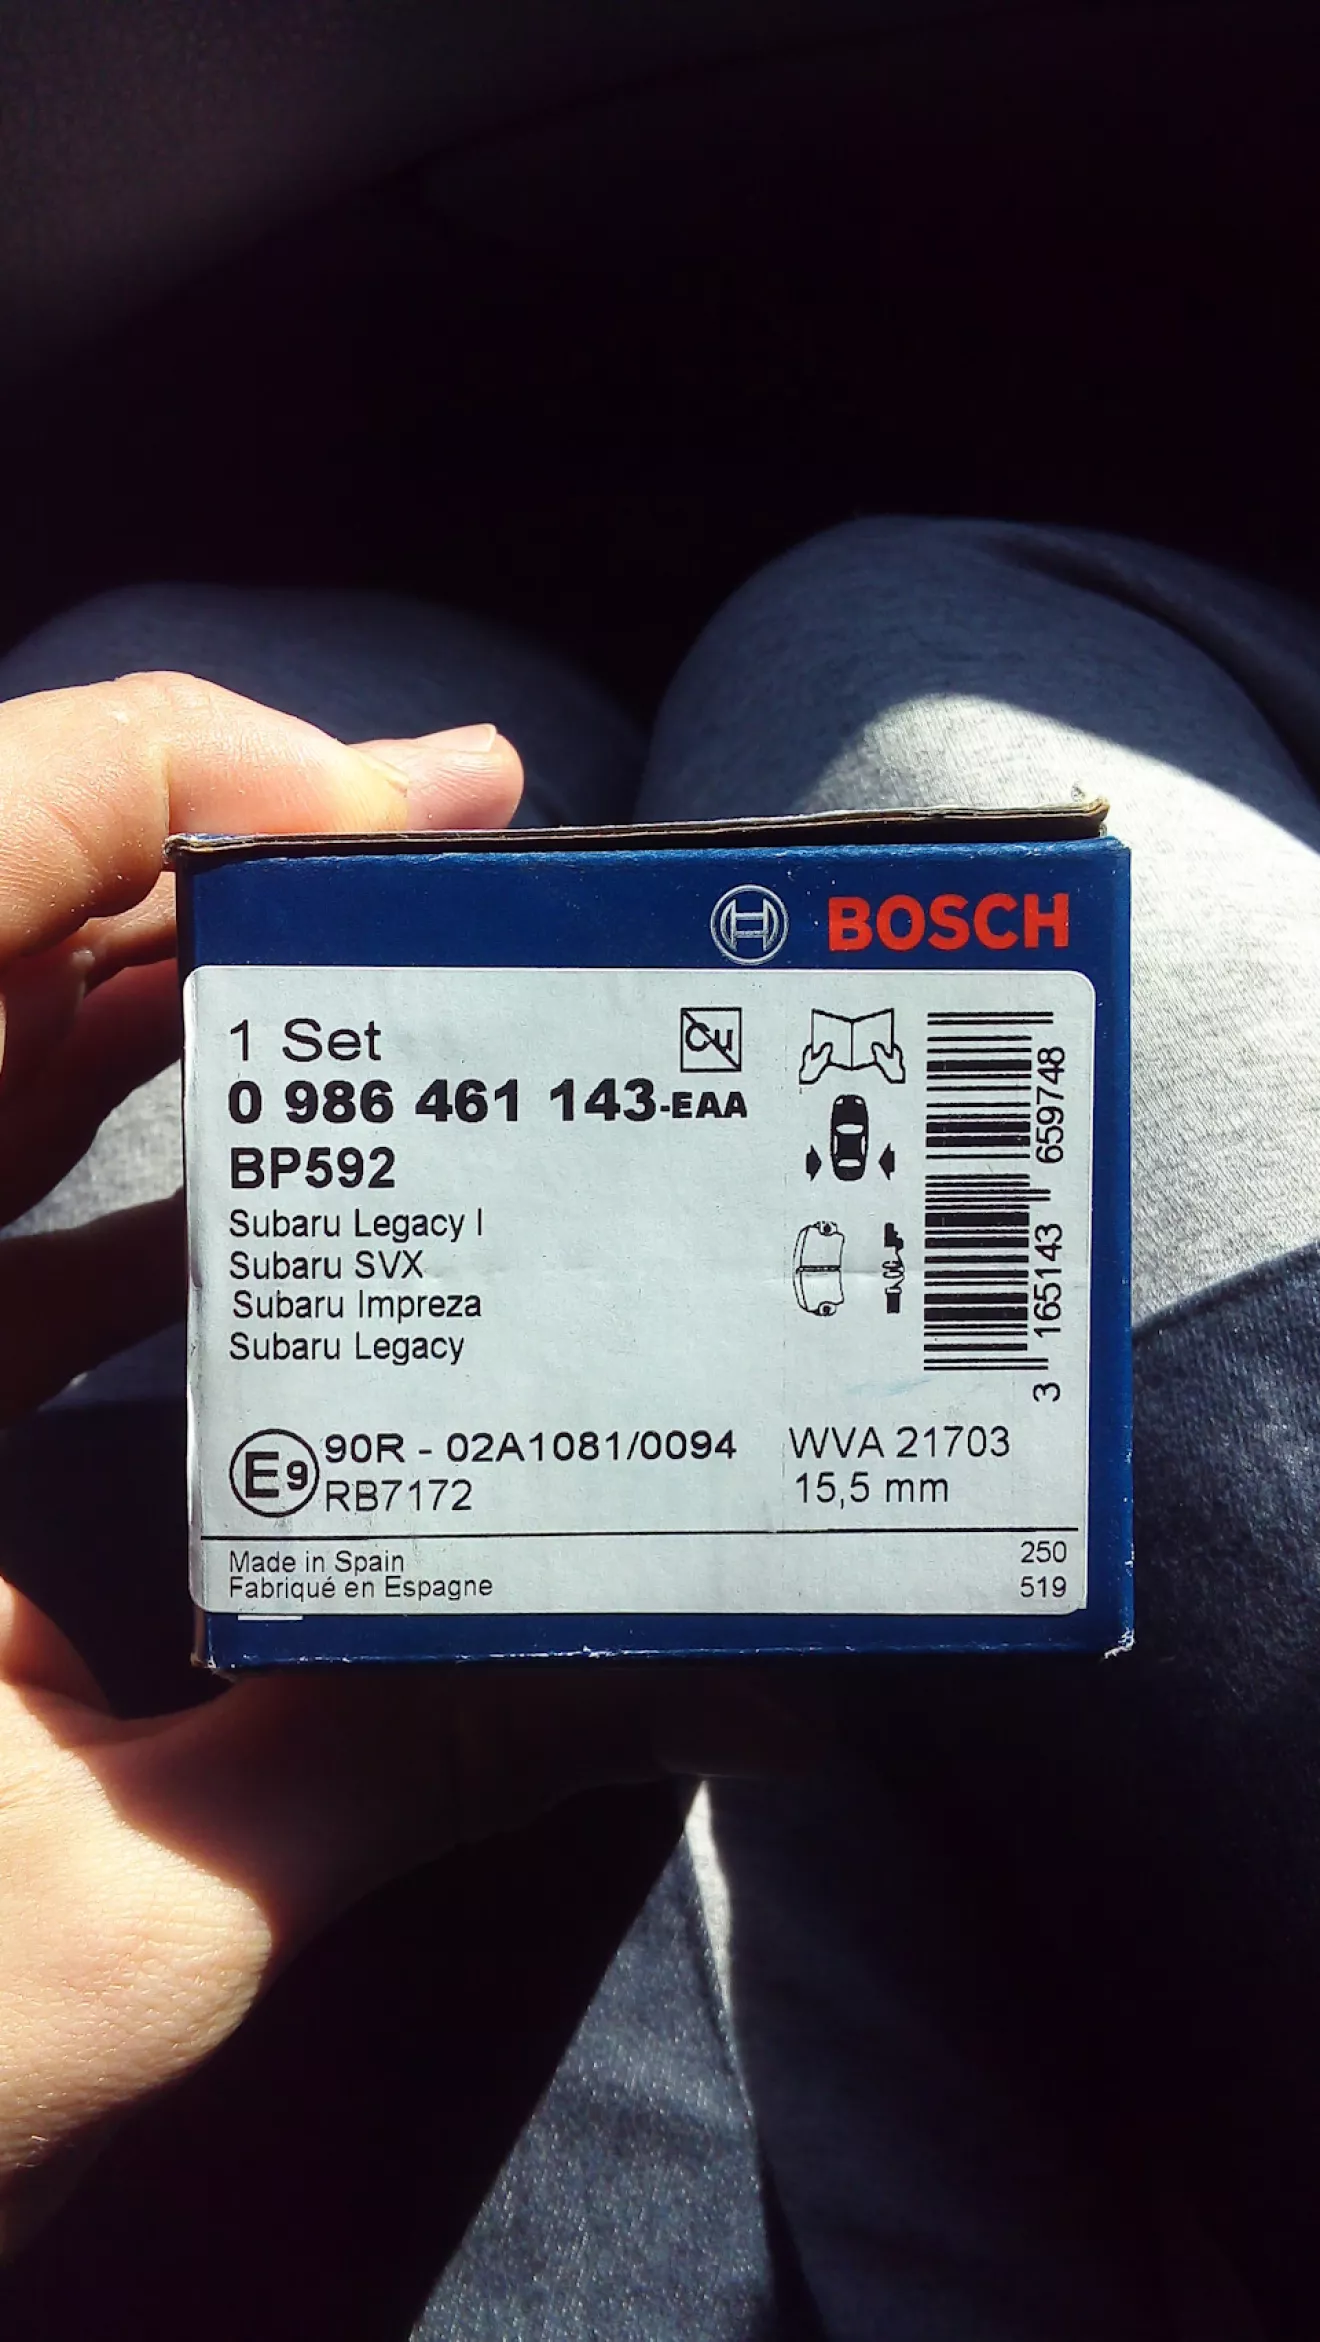 BOSCH
1 Set
Cu
0 986 461 143-EAA
BP592
Subaru Legacy I
Subaru SVX
Subaru Impreza
Subaru Legacy
3 165143 659748
E9 90R - 02A1081/0094
RB7172
WVA 21703
15,5 mm
Made in Spain
Fabriqué en Espagne
250
519